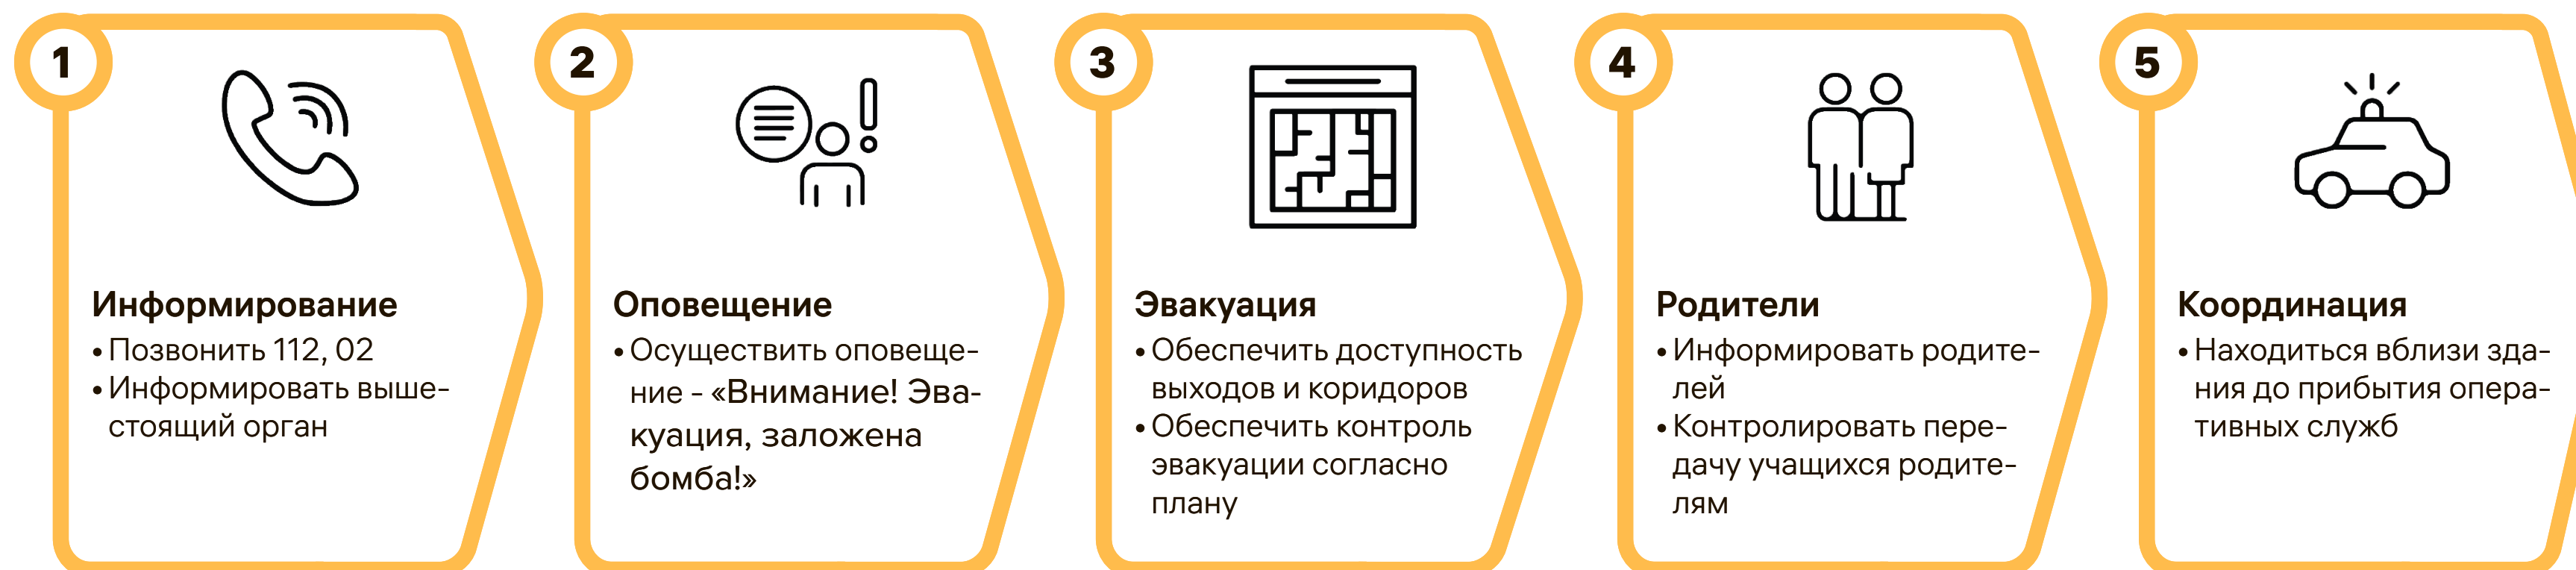 1
Информирование
• Позвонить 112, 02
• Информировать выше-
стоящий орган
2
Оповещение
• Осуществить оповеще-
ние - «Внимание! Эва-
куация, заложена
бомба!»
3
Эвакуация
• Обеспечить доступность
выходов и коридоров
• Обеспечить контроль
эвакуации согласно
плану
4
Родители
• Информировать родите-
лей
• Контролировать пере-
дачу учащихся родите-
лям
5
Координация
• Находиться вблизи зда-
ния до прибытия опера-
тивных служб